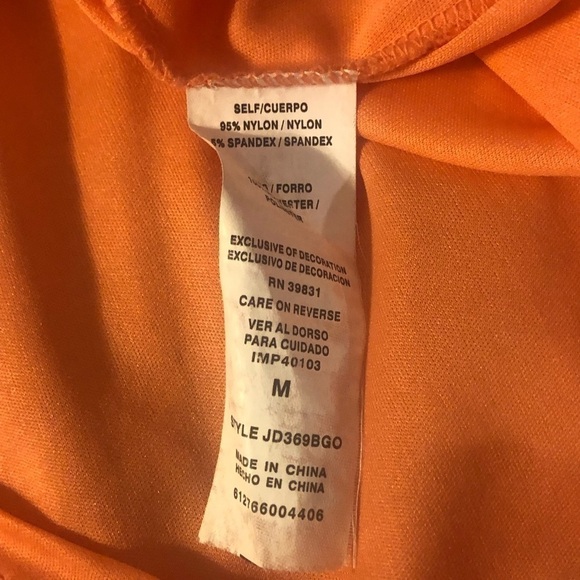 SELF/CUERPO
95% NYLON / NYLON
5% SPANDEX / SPANDEX
/ FORRO
EXCLUSIVE OF DECORATION
EXCLUSIVO DE DECORACION
RN 39831
CARE ON REVERSE
VER AL DORSO
PARA CUIDADO
IMP40103
M
STYLE JD369BGO
MADE IN CHINA
HECHO EN CHINA
612766004406